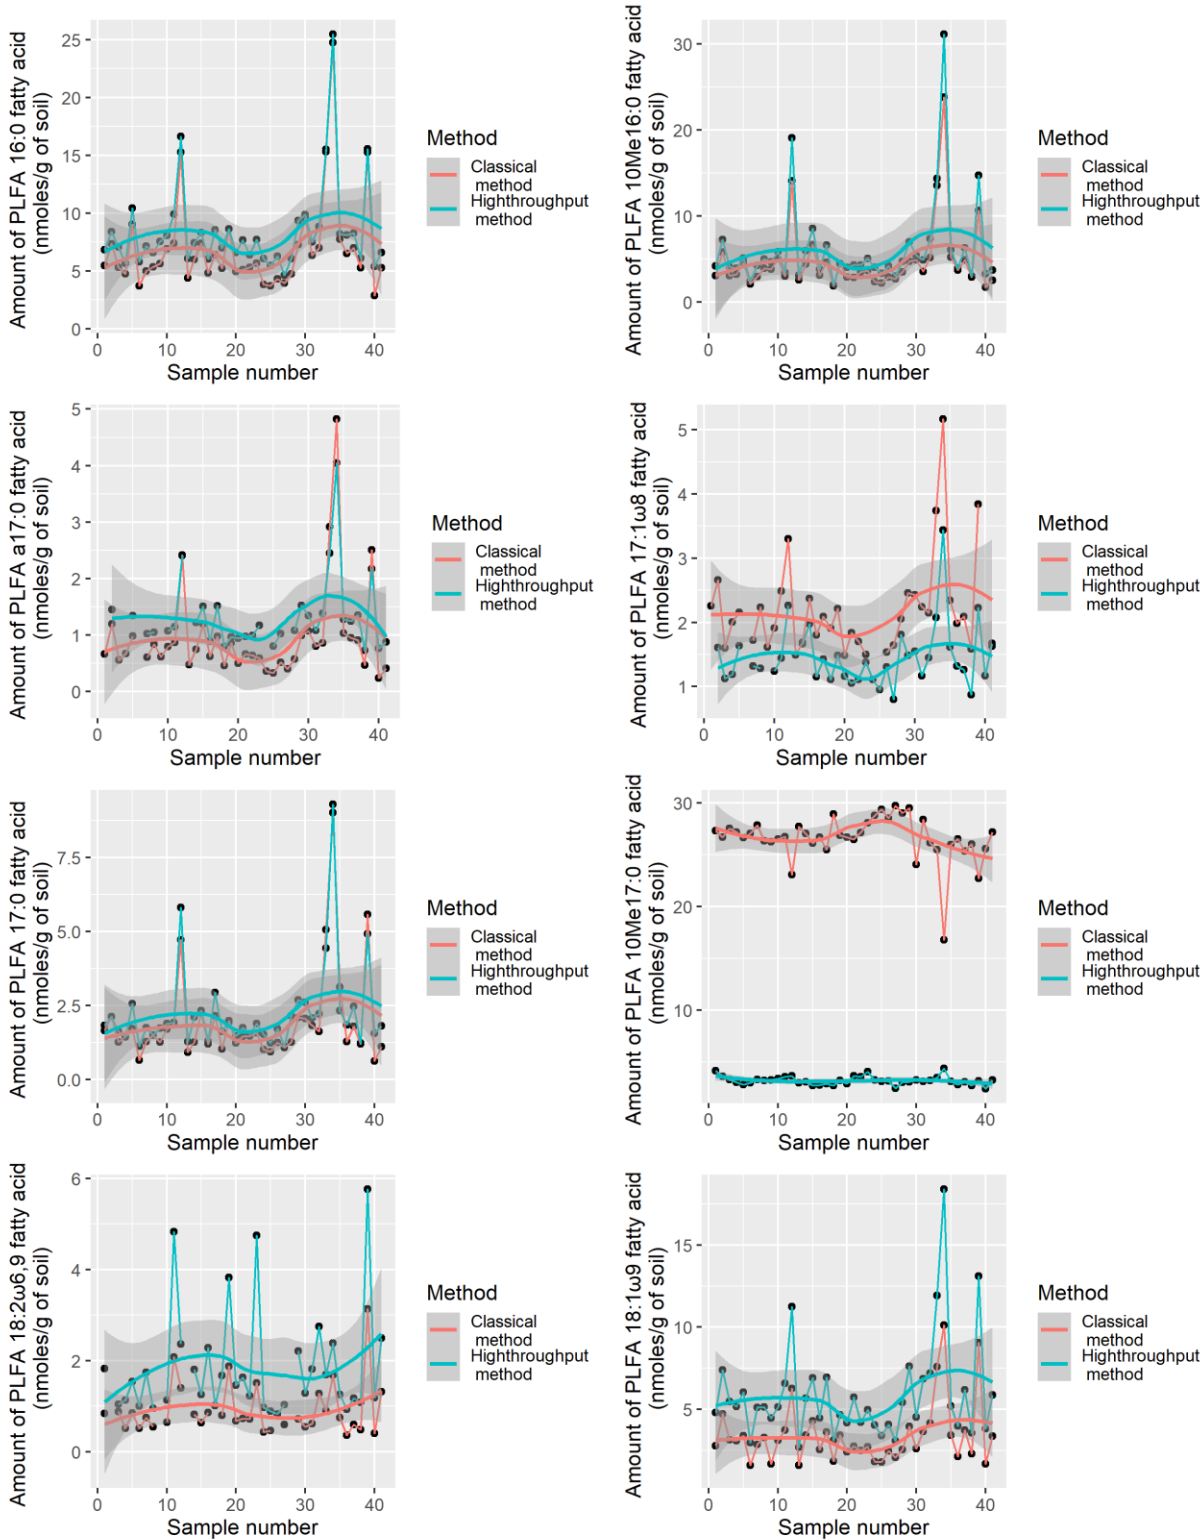 Amount of PLFA 16:0 fatty acid
(nmoles/g of soil)
25
20
15
10
5
0
0
10
20
30
40
Sample number
Method
Classical
method
Highthroughput
method
Amount of PLFA 10Me16:0 fatty acid
(nmoles/g of soil)
30
20
10
0
0
10
20
30
40
Sample number
Method
Classical
method
Highthroughput
method
Amount of PLFA a17:0 fatty acid
(nmoles/g of soil)
5
4
3
2
1
0
0
10
20
30
40
Sample number
Method
Classical
method
Highthroughput
method
Amount of PLFA 17:1ω8 fatty acid
(nmoles/g of soil)
5
4
3
2
1
0
10
20
30
40
Sample number
Method
Classical
method
Highthroughput
method
Amount of PLFA 17:0 fatty acid
(nmoles/g of soil)
7.5
5.0
2.5
0.0
0
10
20
30
40
Sample number
Method
Classical
method
Highthroughput
method
Amount of PLFA 10Me17:0 fatty acid
(nmoles/g of soil)
30
20
10
0
10
20
30
40
Sample number
Method
Classical
method
Highthroughput
method
Amount of PLFA 18:2ω6,9 fatty acid
(nmoles/g of soil)
6
4
2
0
0
10
20
30
40
Sample number
Method
Classical
method
Highthroughput
method
Amount of PLFA 18:1ω9 fatty acid
(nmoles/g of soil)
15
10
5
0
10
20
30
40
Sample number
Method
Classical
method
Highthroughput
method